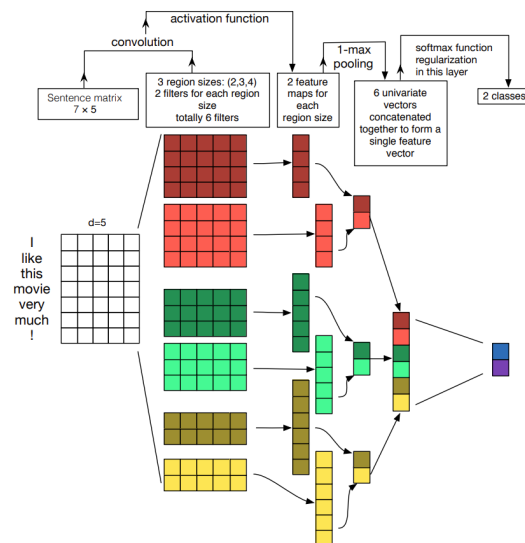 activation function
convolution
1-max
pooling
softmax function
regularization
in this layer
Sentence matrix
7 × 5
3 region sizes: (2,3,4)
2 filters for each region
size
totally 6 filters
2 feature
maps for
each
region size
6 univariate
vectors
concatenated
together to form a
single feature
vector
2 classes
d=5
I
like
this
movie
very
much
!